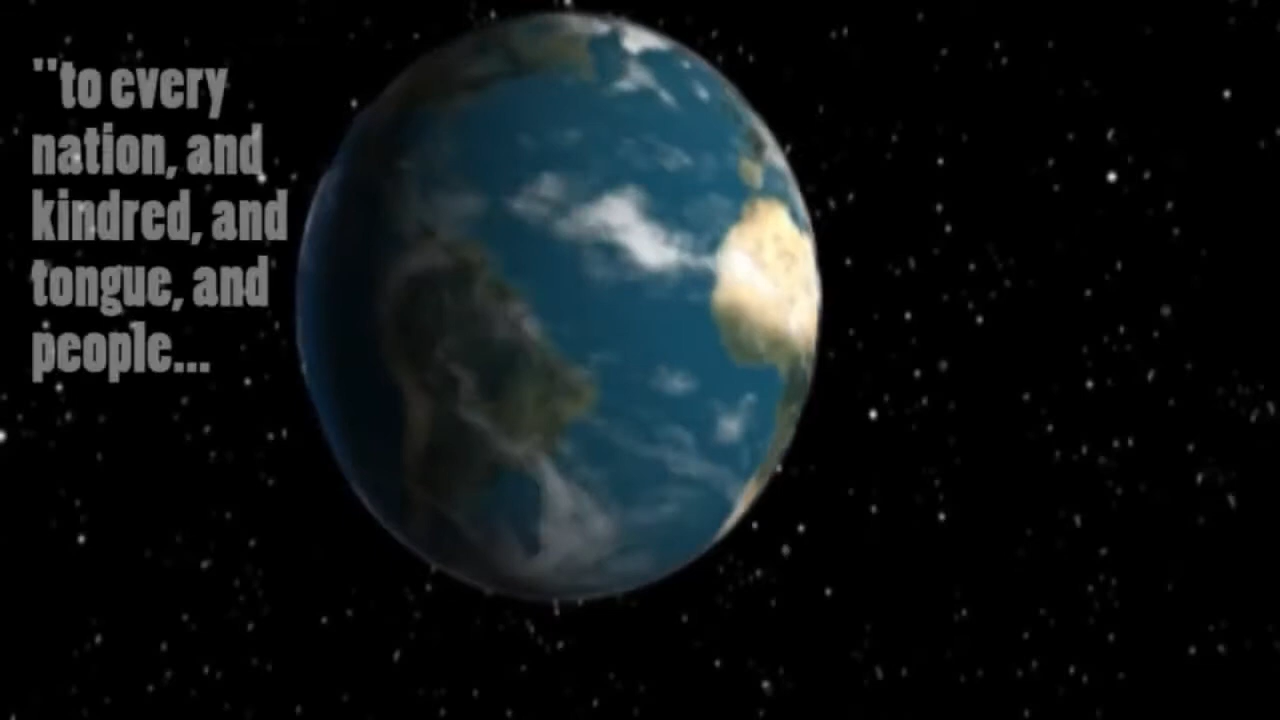 "to every
nation, and
kindred, and
tongue, and
people...